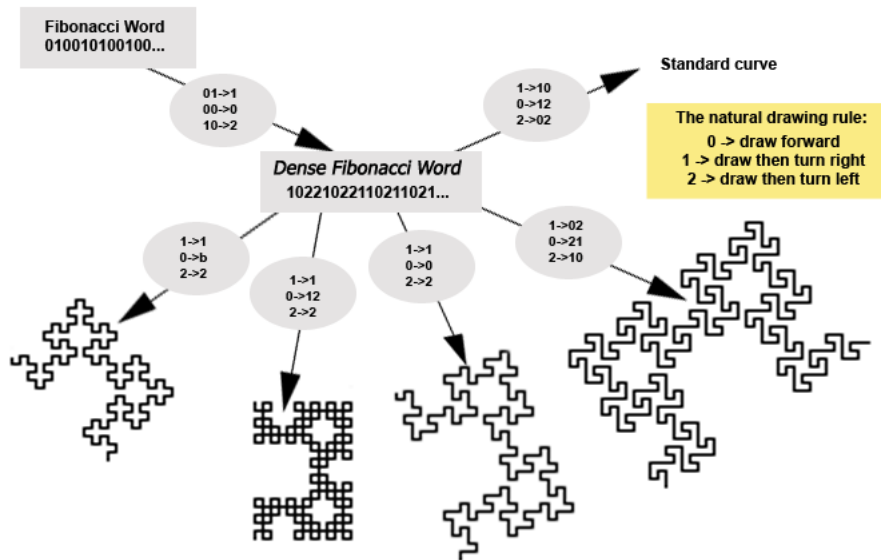 Fibonacci Word
010010100100...
01->1
00->0
10->2
1->10
0->12
2->02
Standard curve
The natural drawing rule:
0 -> draw forward
1 -> draw then turn right
2 -> draw then turn left
Dense Fibonacci Word
10221022110211021...
1->1
0->b
2->2
1->1
0->12
2->2
1->1
0->0
2->2
1->02
0->21
2->10